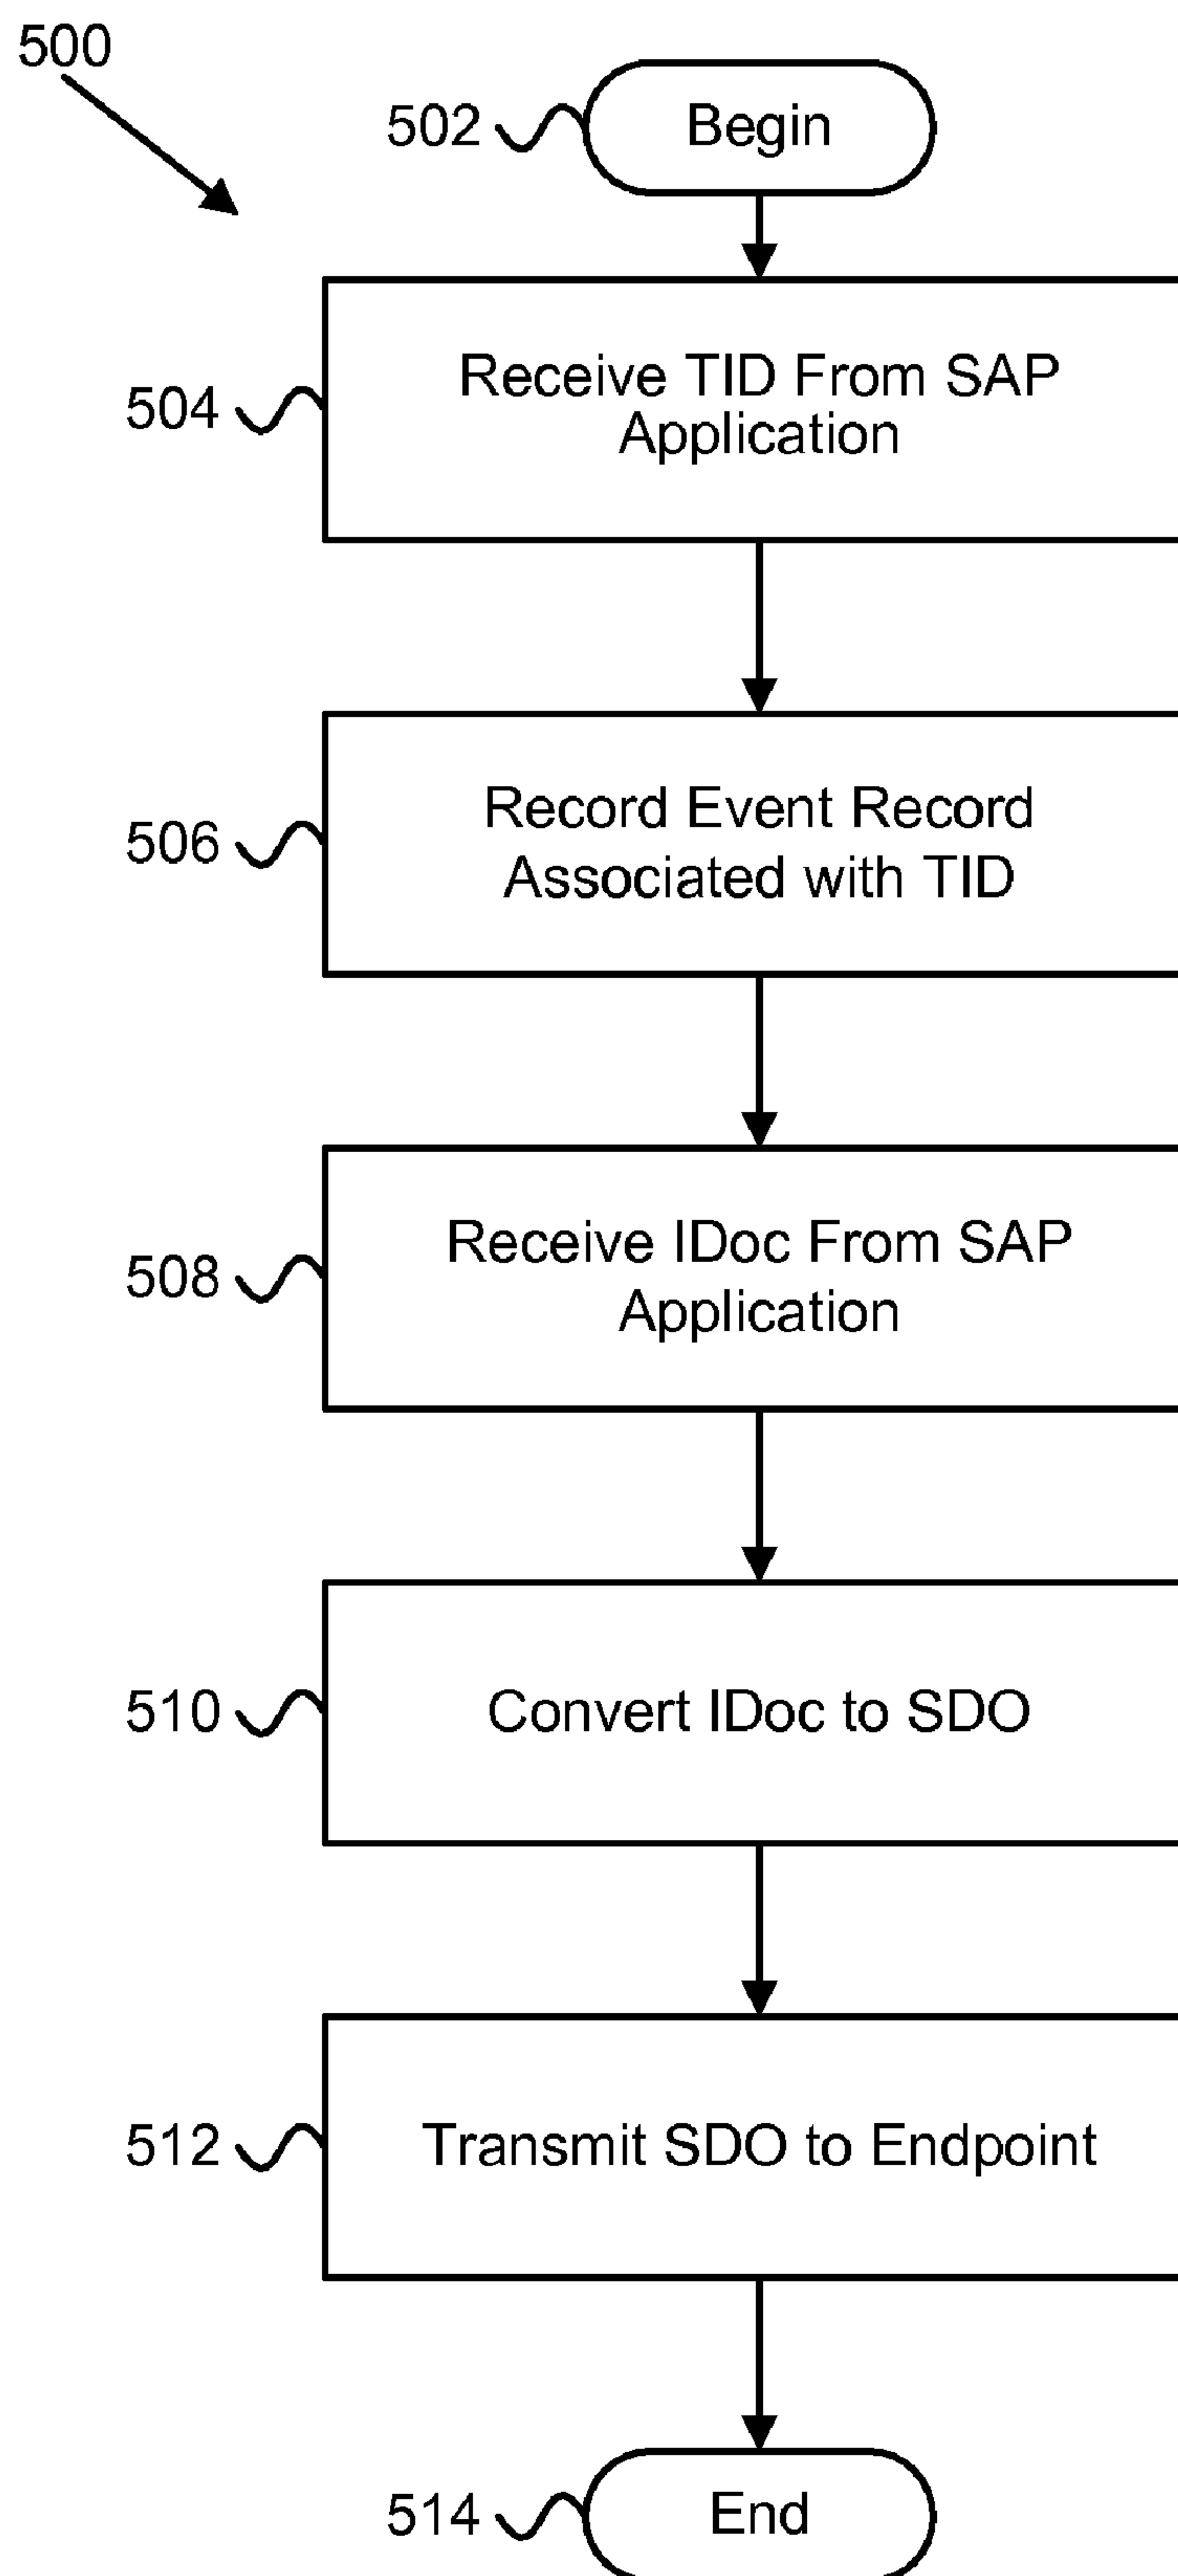 500
502
Begin
504
Receive TID From SAP
Application
506
Record Event Record
Associated with TID
508
Receive IDoc From SAP
Application
510
Convert IDoc to SDO
512
Transmit SDO to Endpoint
514
End